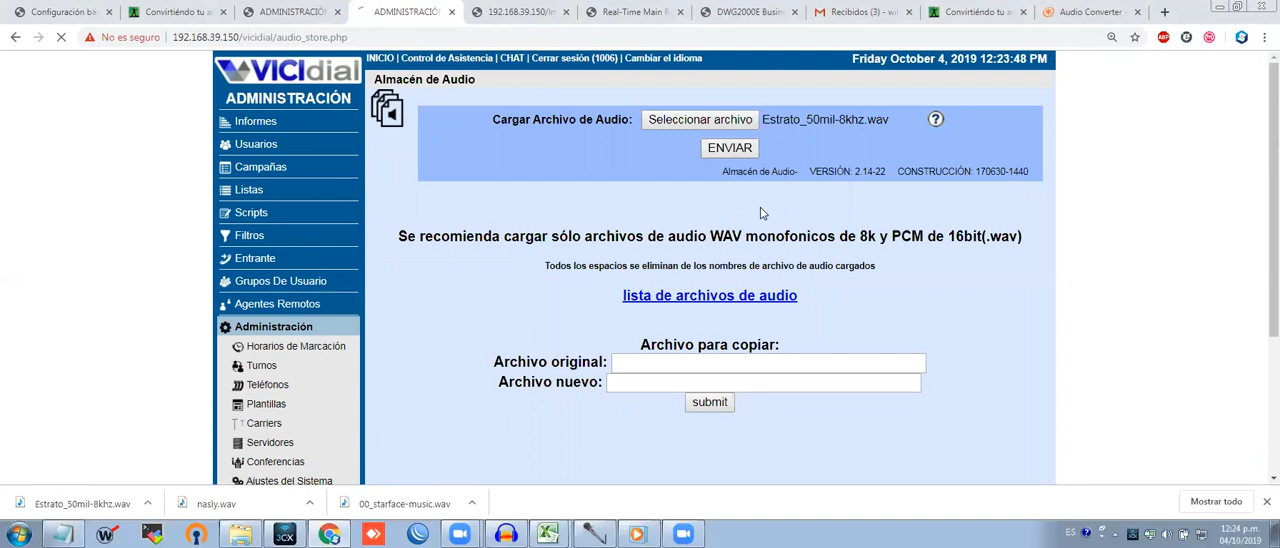 Configuración bás
Convirtiéndo tu a
ADMINISTRACIÓN
ADMINISTRACI
192.168.39.150/In
Real-Time Main R
DWG2000E Busin
Recibidos (3) - wil
Convirtiéndo tu a
Audio Converter -
No es seguro | 192.168.39.150/vicidial/audio_store.php
VICIdial
INICIO | Control de Asistencia | CHAT | Cerrar sesión (1006) | Cambiar el idioma
Friday October 4, 2019 12:23:48 PM
ADMINISTRACIÓN
Almacén de Audio
Informes
Usuarios
Campañas
Listas
Scripts
Filtros
Entrante
Grupos De Usuario
Agentes Remotos
Administración
Horarios de Marcación
Turnos
Teléfonos
Plantillas
Carriers
Servidores
Conferencias
Ajustes del Sistema
Cargar Archivo de Audio: Seleccionar archivo Estrato_50mil-8khz.wav ?
ENVIAR
Almacén de Audio- VERSIÓN: 2.14-22 CONSTRUCCIÓN: 170630-1440
Se recomienda cargar sólo archivos de audio WAV monofonicos de 8k y PCM de 16bit(.wav)
Todos los espacios se eliminan de los nombres de archivo de audio cargados
lista de archivos de audio
Archivo para copiar:
Archivo original:
Archivo nuevo:
submit
Estrato_50mil-8khz.wav
nasly.wav
00_starface-music.wav
Mostrar todo
3CX
ES
12:24 p.m.
04/10/2019